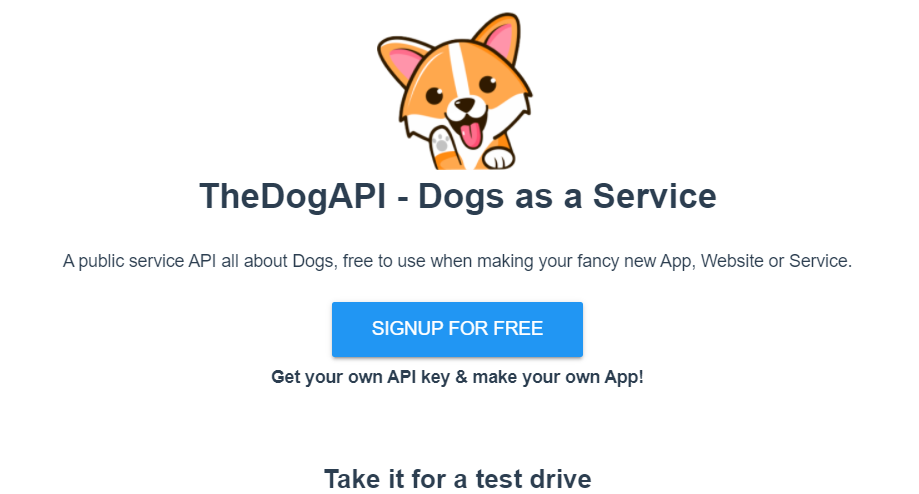 TheDogAPI - Dogs as a Service
A public service API all about Dogs, free to use when making your fancy new App, Website or Service.
SIGNUP FOR FREE
Get your own API key & make your own App!
Take it for a test drive